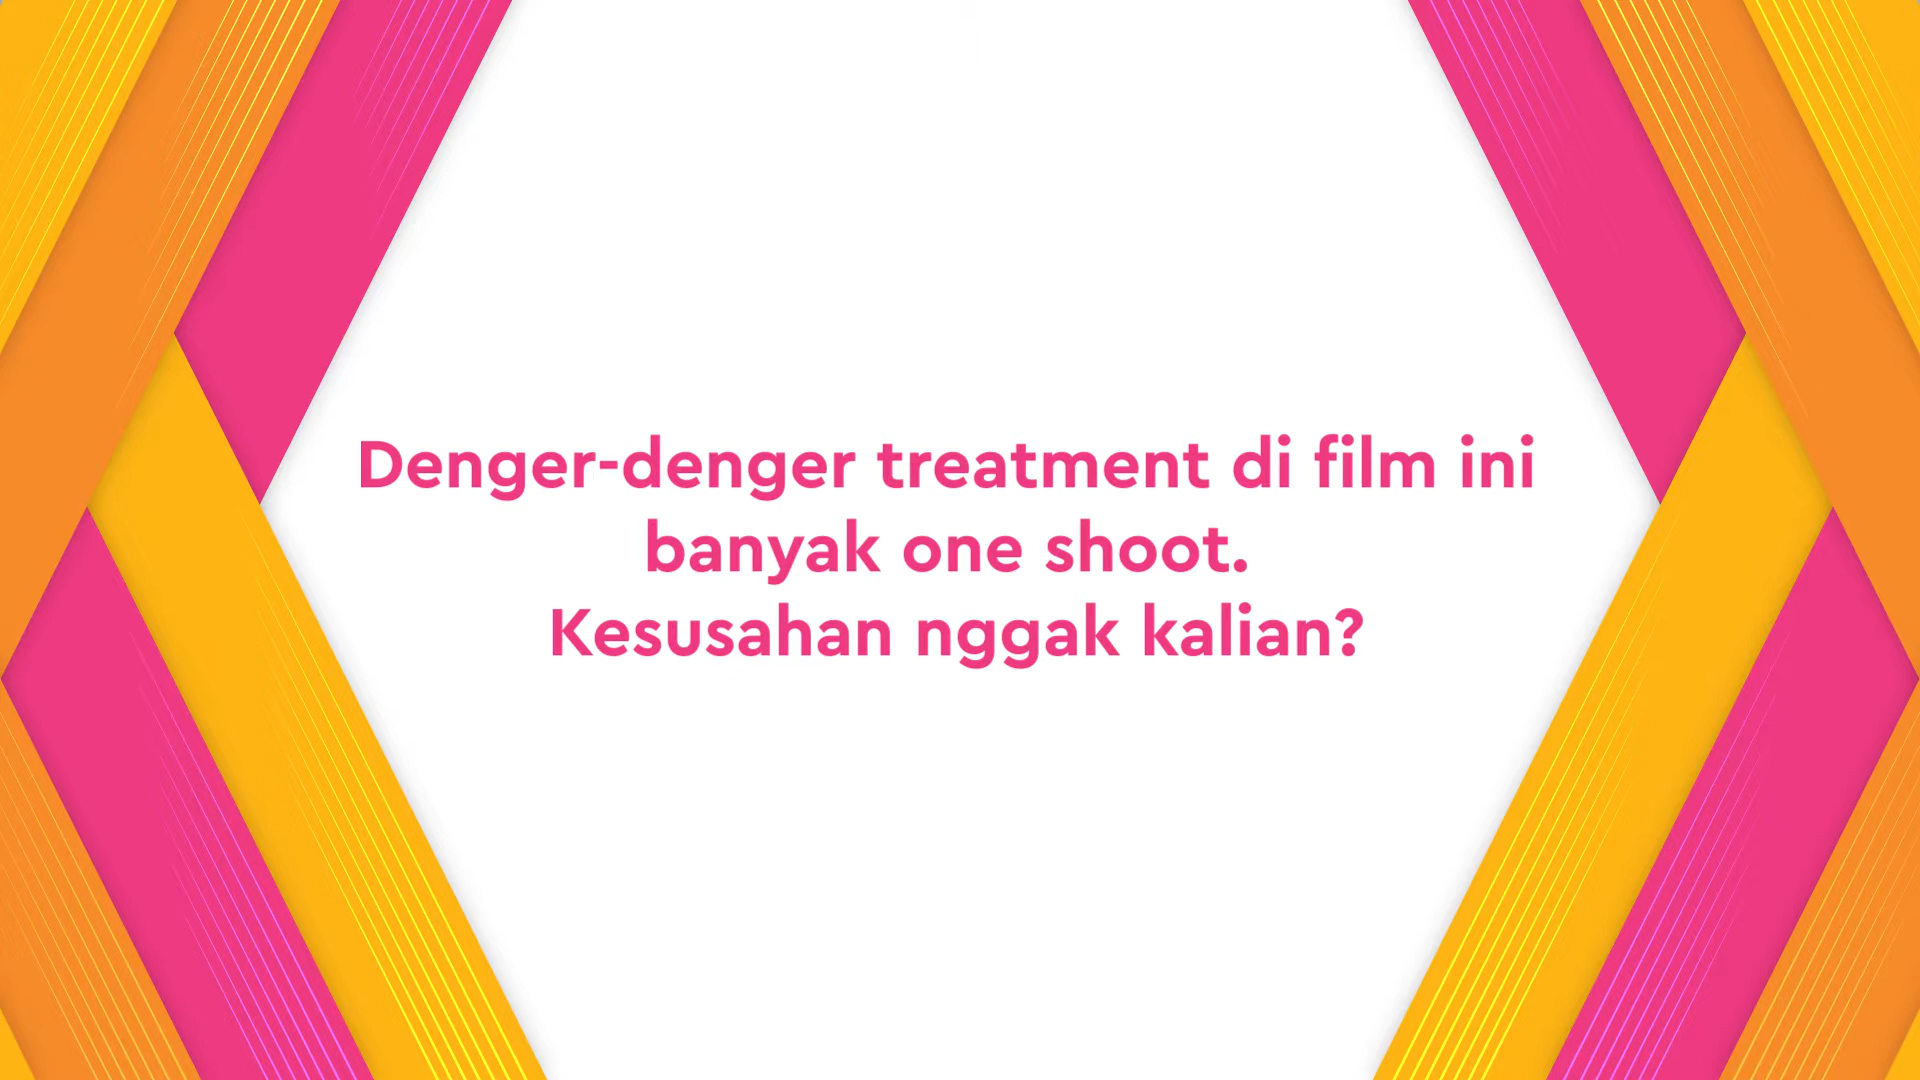 Denger-denger treatment di film ini
banyak one shoot.
Kesusahan nggak kalian?